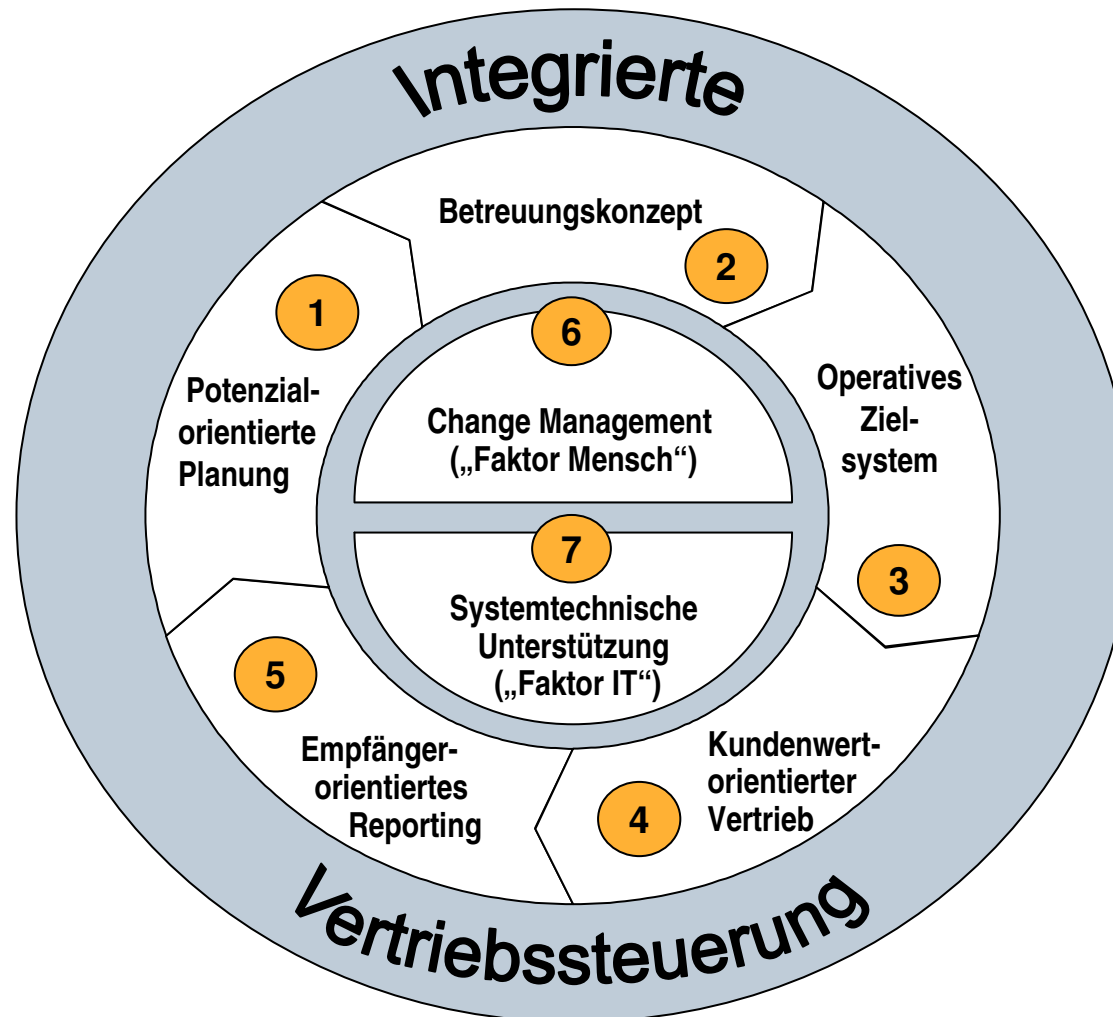 Integrierte
Betreuungskonzept
2
1
Potenzial-
orientierte
Planung
6
Change Management
(„Faktor Mensch“)
Operatives
Ziel-
system
3
7
Systemtechnische
Unterstützung
(„Faktor IT“)
5
Empfänger-
orientiertes
Reporting
4
Kundenwert-
orientierter
Vertrieb
Vertriebssteuerung